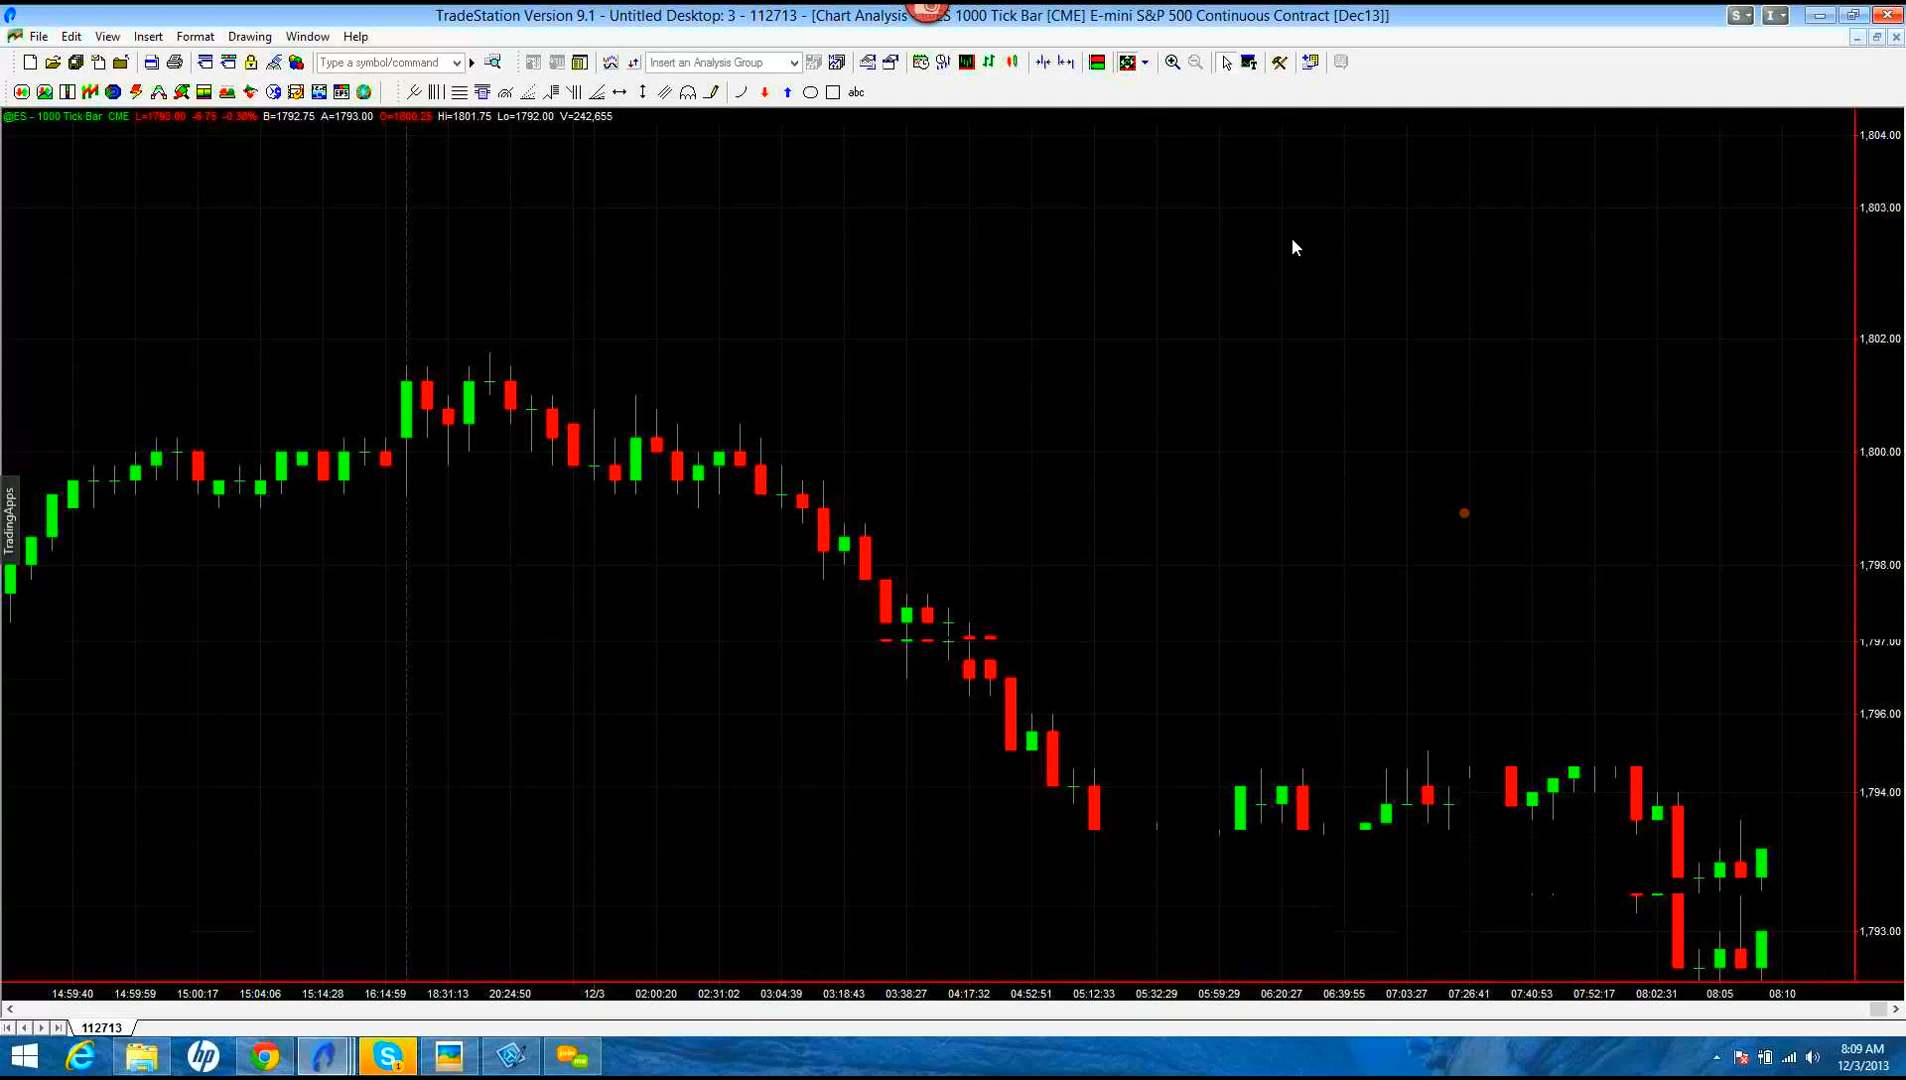 TradeStation Version 9.1 - Untitled Desktop: 3 - 112713 - [Chart Analysis ES 1000 Tick Bar [CME] E-mini S&P 500 Continuous Contract [Dec13]]
S I
File Edit View Insert Format Drawing Window Help
Type a symbol/command Insert an Analysis Group
EPS abc
@ES - 1000 Tick Bar CME L=1793.00 -6.75 -0.38% B=1792.75 A=1793.00 O=1800.25 Hi=1801.75 Lo=1792.00 V=242,655
1,804.00
1,803.00
1,802.00
1,800.00
TradingApps
1,798.00
1,797.00
1,796.00
1,794.00
1,793.00
14:59:40 14:59:59 15:00:17 15:04:06 15:14:28 16:14:59 18:31:13 20:24:50 12/3 02:00:20 02:31:02 03:04:39 03:18:43 03:38:27 04:17:32 04:52:51 05:12:33 05:32:29 05:59:29 06:20:27 06:39:55 07:03:27 07:26:41 07:40:53 07:52:17 08:02:31 08:05 08:10
112713
hp
1
8:09 AM
12/3/2013